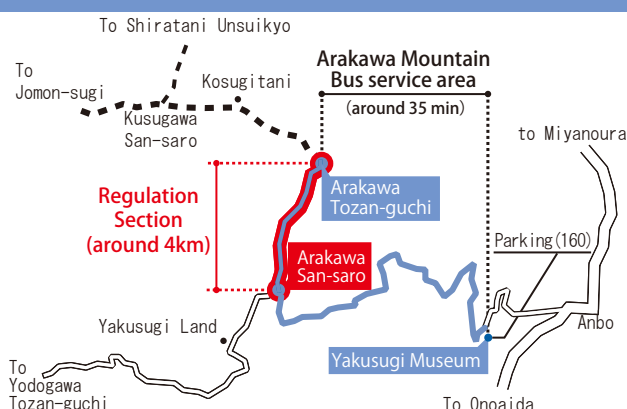 To Shiratani Unsuikyo
To
Jomon-sugi
Kosugitani
Kusugawa
San-saro
Arakawa Mountain
Bus service area
(around 35 min)
to Miyanoura
Regulation
Section
(around 4km)
Arakawa
Tozan-guchi
Arakawa
San-saro
Parking(160)
Yakusugi Land
Anbo
Yakusugi Museum
To
Yodogawa
Tozan-guchi
To Onoaida